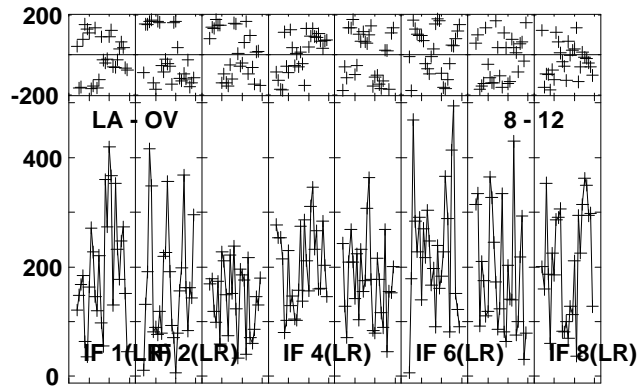 200
-200
LA - OV 8 - 12
400
200
IF 1(LR) IF 2(LR) IF 4(LR) IF 6(LR) IF 8(LR)
0